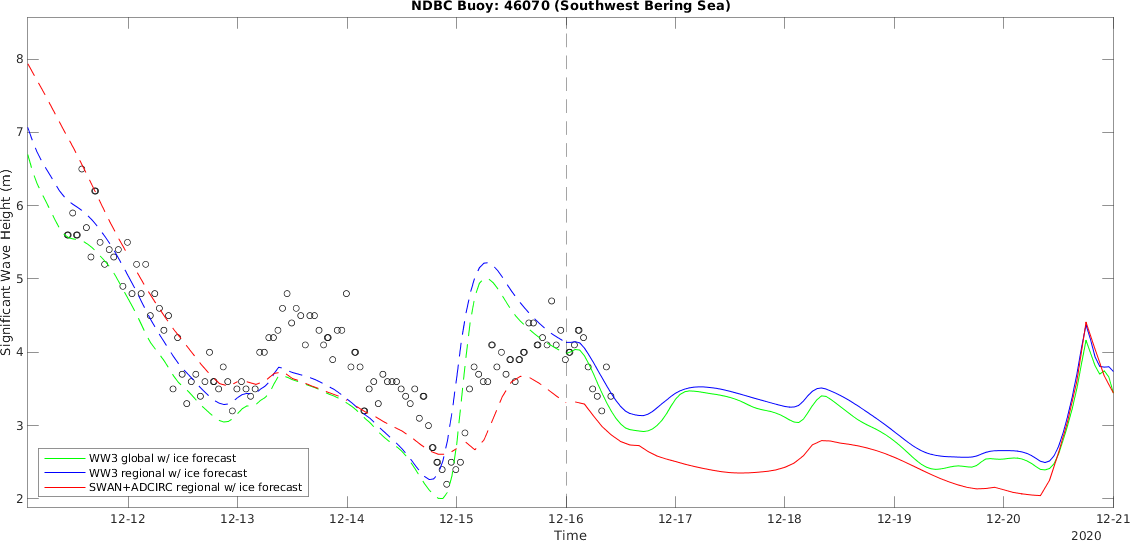 NDBC Buoy: 46070 (Southwest Bering Sea)
Significant Wave Height (m)
8
7
6
5
4
3
2
WW3 global w/ ice forecast
WW3 regional w/ ice forecast
SWAN+ADCIRC regional w/ ice forecast
12-12 12-13 12-14 12-15 12-16 12-17 12-18 12-19 12-20 12-21
Time
2020